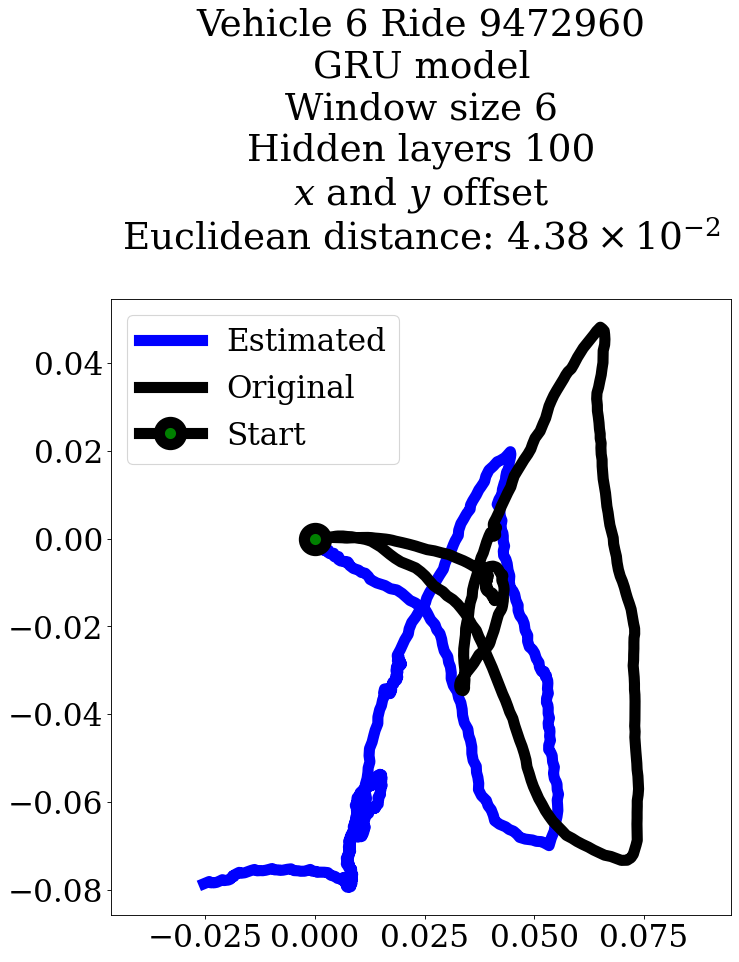 Vehicle 6 Ride 9472960
GRU model
Window size 6
Hidden layers 100
x and y offset
Euclidean distance: 4.38 × 10⁻²
Estimated
Original
Start
0.04
0.02
0.00
−0.02
−0.04
−0.06
−0.08
−0.025 0.000 0.025 0.050 0.075